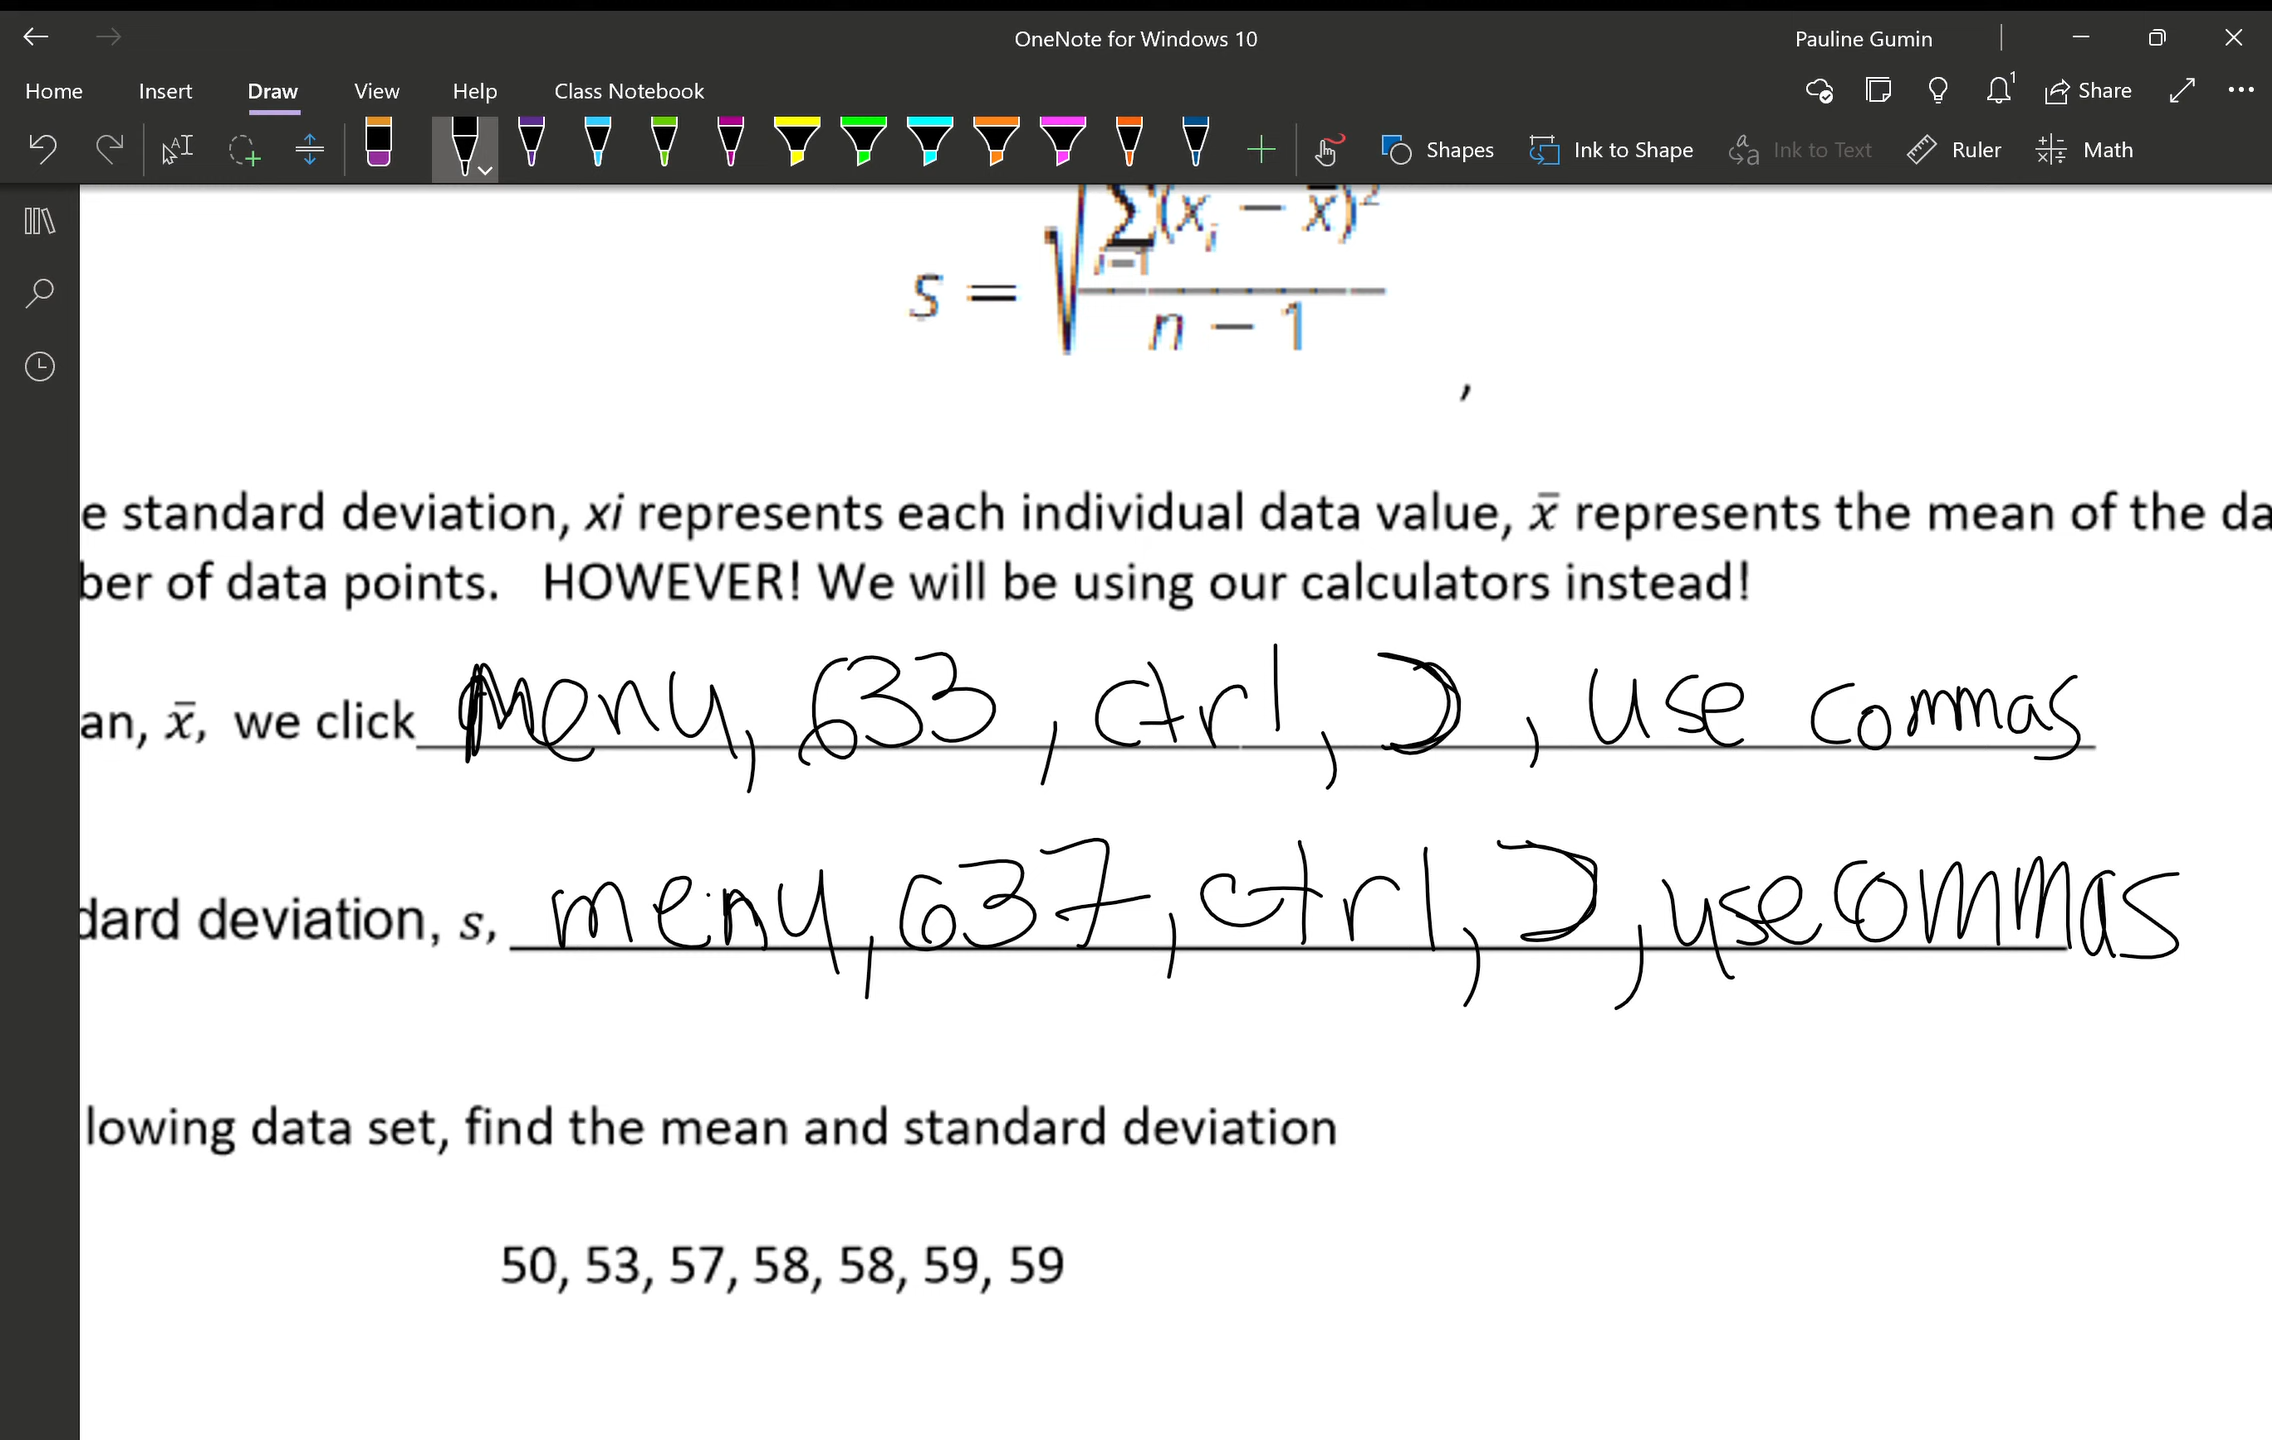 OneNote for Windows 10
Pauline Gumin
Home Insert Draw View Help Class Notebook
1 Share
Shapes Ink to Shape Ink to Text Ruler Math
s = √ ∑ (xi − x̄)²
i=1
n − 1
,
e standard deviation, xi represents each individual data value, x̄ represents the mean of the da
ber of data points. HOWEVER! We will be using our calculators instead!
an, x̄, we click menu, 633, ctrl, ), use commas
dard deviation, s, menu, 637, ctrl, ), use commas
lowing data set, find the mean and standard deviation
50, 53, 57, 58, 58, 59, 59